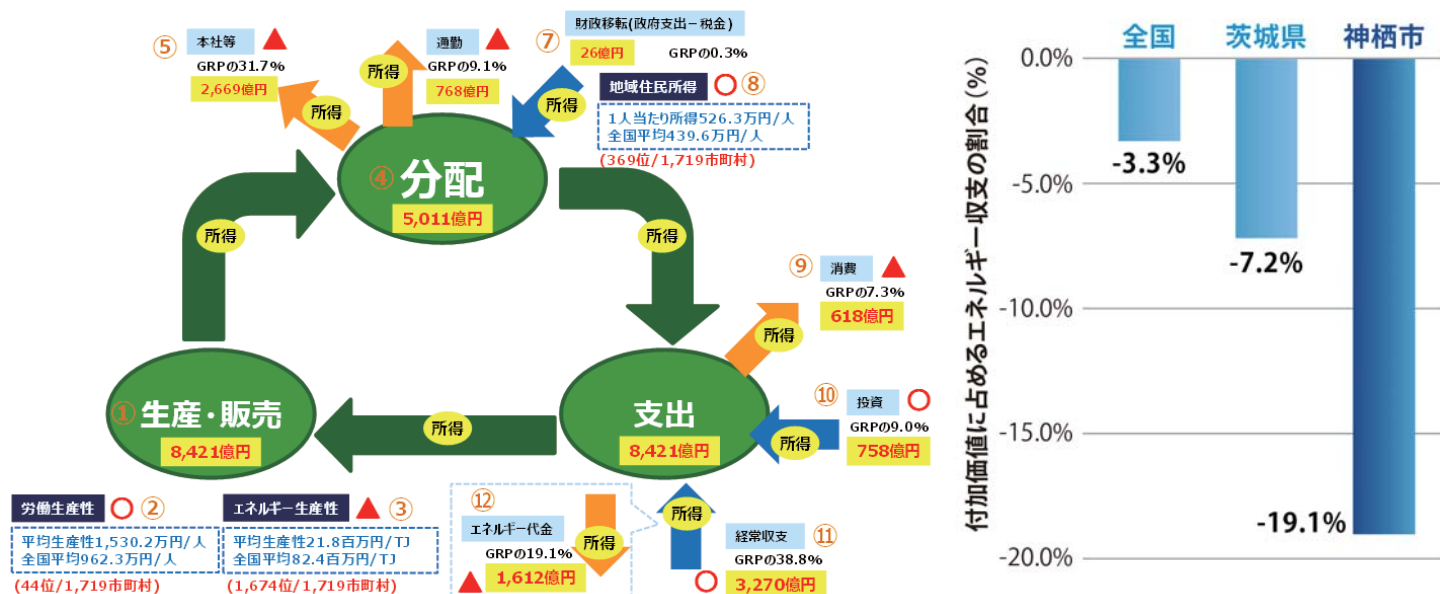 ⑤
本社等
GRPの31.7%
2,669億円
所得
通勤
GRPの9.1%
768億円
所得
⑦
財政移転(政府支出－税金)
26億円 GRPの0.3%
所得
地域住民所得 ⑧
1人当たり所得526.3万円/人
全国平均439.6万円/人
(369位/1,719市町村)
④ 分配
5,011億円
所得
所得
⑨
消費
GRPの7.3%
618億円
所得
① 生産・販売
8,421億円
所得
支出
8,421億円
⑩
投資
GRPの9.0%
758億円
所得
労働生産性 ②
平均生産性1,530.2万円/人
全国平均962.3万円/人
(44位/1,719市町村)
エネルギー生産性 ③
平均生産性21.8百万円/TJ
全国平均82.4百万円/TJ
(1,674位/1,719市町村)
⑫
エネルギー代金
GRPの19.1%
1,612億円
所得
所得
経常収支 ⑪
GRPの38.8%
3,270億円
付加価値に占めるエネルギー収支の割合(%)
全国 茨城県 神栖市
0.0%
-5.0%
-10.0%
-15.0%
-20.0%
-3.3%
-7.2%
-19.1%